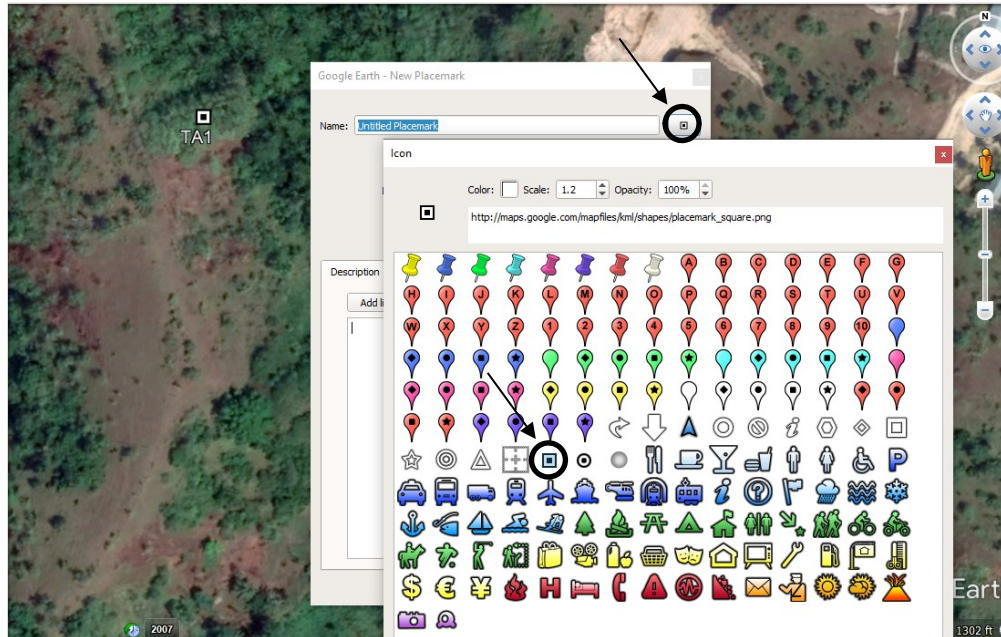 N
TA1
Google Earth - New Placemark
Name: Untitled Placemark
Icon
x
Color: Scale: 1.2 Opacity: 100%
http://maps.google.com/mapfiles/kml/shapes/placemark_square.png
Description
Add li
A B C D E F G
H I J K L M N O P Q R S T U V
W X Y Z 1 2 3 4 5 6 7 8 9 10
i
P
i ?
$ € ¥ H
2007
Eart
1302 ft